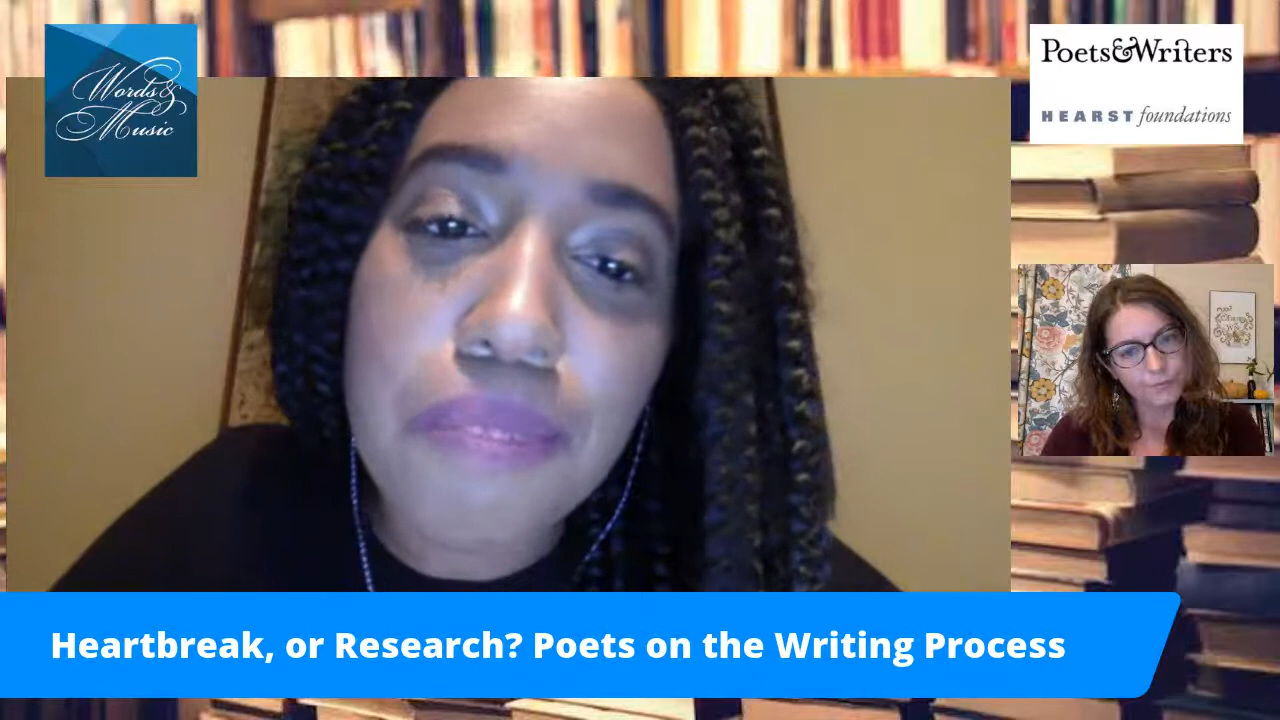 Words&
Music
Poets&Writers
HEARST foundations
Heartbreak, or Research? Poets on the Writing Process